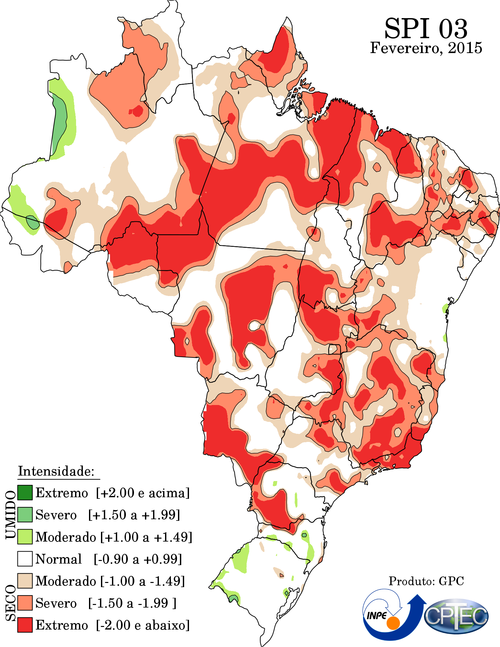 SPI 03
Fevereiro, 2015
Intensidade:
UMIDO
Extremo [+2.00 e acima]
Severo [+1.50 a +1.99]
Moderado [+1.00 a +1.49]
Normal [-0.90 a +0.99]
SECO
Moderado [-1.00 a -1.49]
Severo [-1.50 a -1.99 ]
Extremo [-2.00 e abaixo]
Produto: GPC
INPE
CPTEC